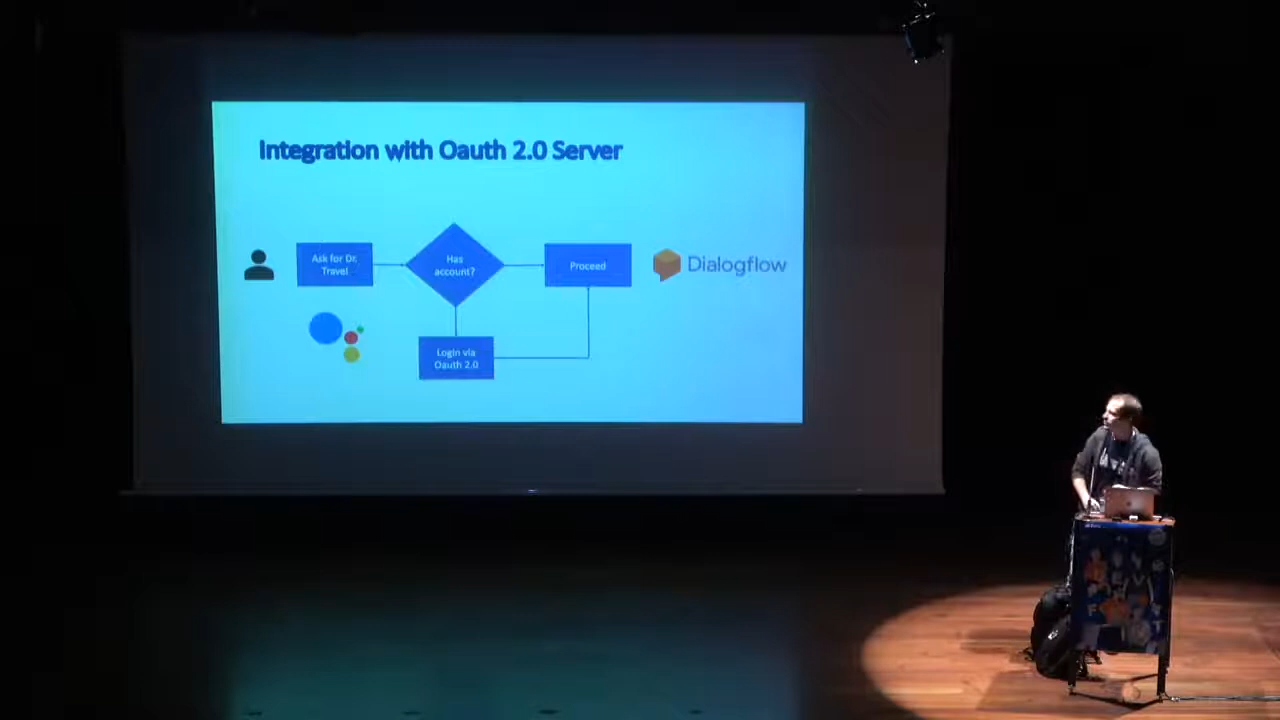 Integration with Oauth 2.0 Server
Ask for Dr.
Travel
Has
account?
Proceed
Dialogflow
Login via
Oauth 2.0